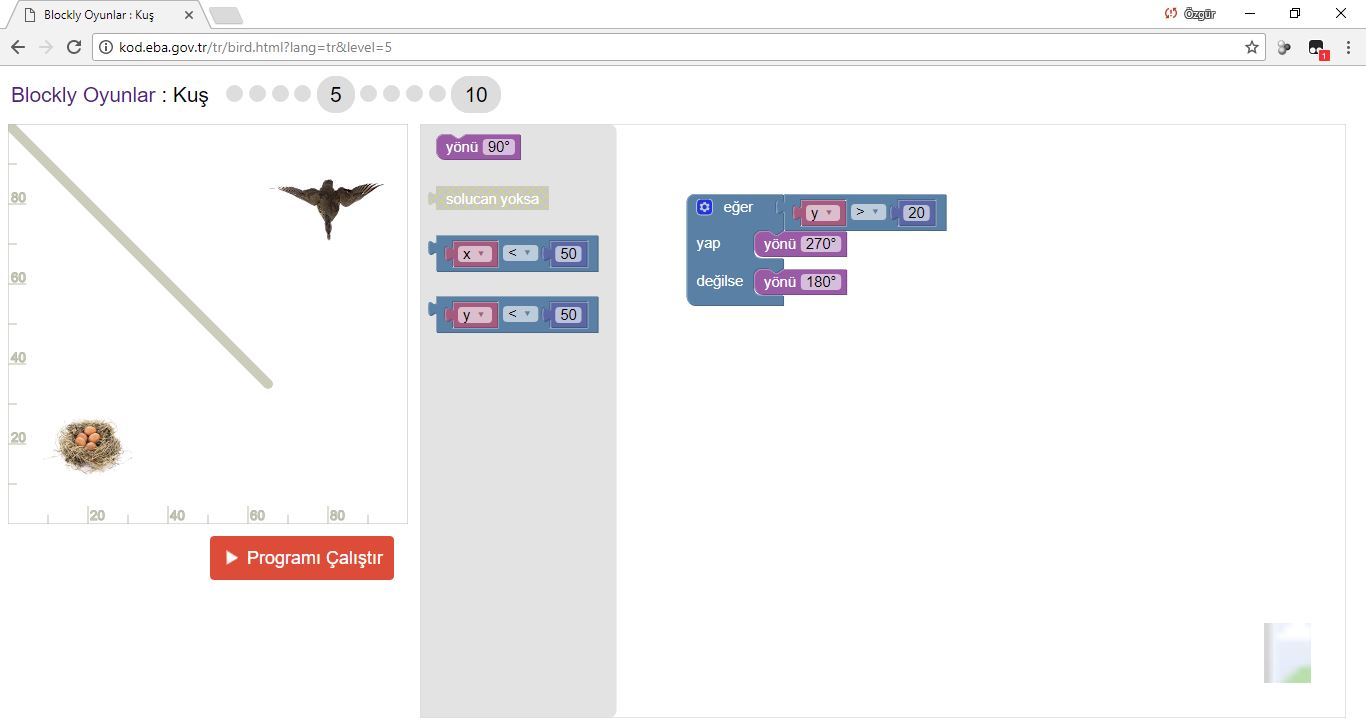 Blockly Oyunlar : Kuş
Özgür
kod.eba.gov.tr/tr/bird.html?lang=tr&level=5
1
Blockly Oyunlar : Kuş 5 10
80
60
40
20
20 40 60 80
Programı Çalıştır
yönü 90°
solucan yoksa
x < 50
y < 50
eğer y > 20
yap yönü 270°
değilse yönü 180°